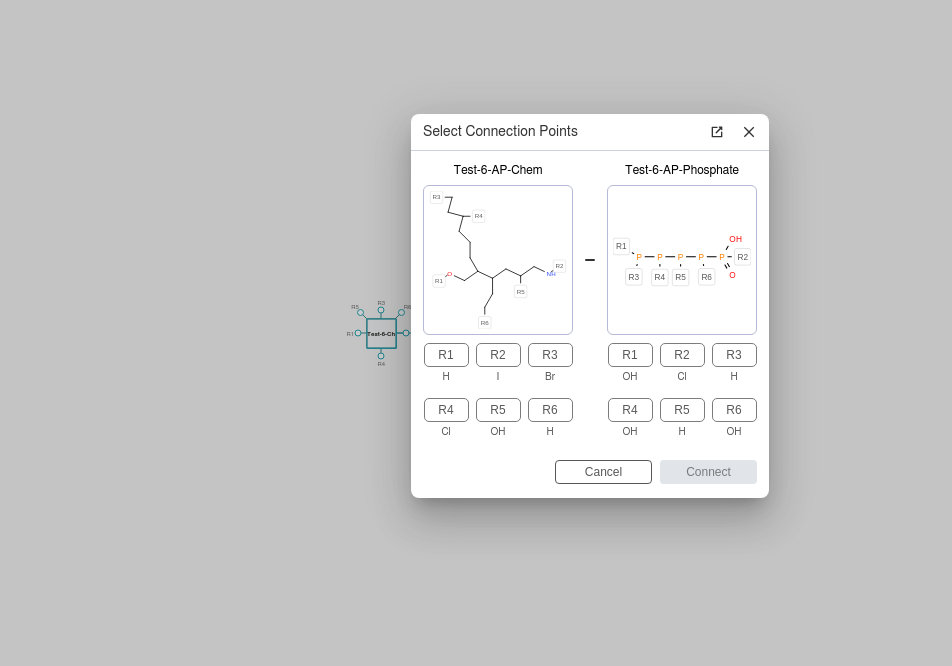 Select Connection Points
Test-6-AP-Chem
Test-6-AP-Phosphate
R3
R4
R1
O
R2
NH
R5
R6
R1
OH
P P P P P
R2
R3 R4 R5 R6
O
R1 R2 R3
H I Br
R4 R5 R6
Cl OH H
R1 R2 R3
OH Cl H
R4 R5 R6
OH H OH
Cancel
Connect
R3
R5
R1
Test-6-Ch
R4